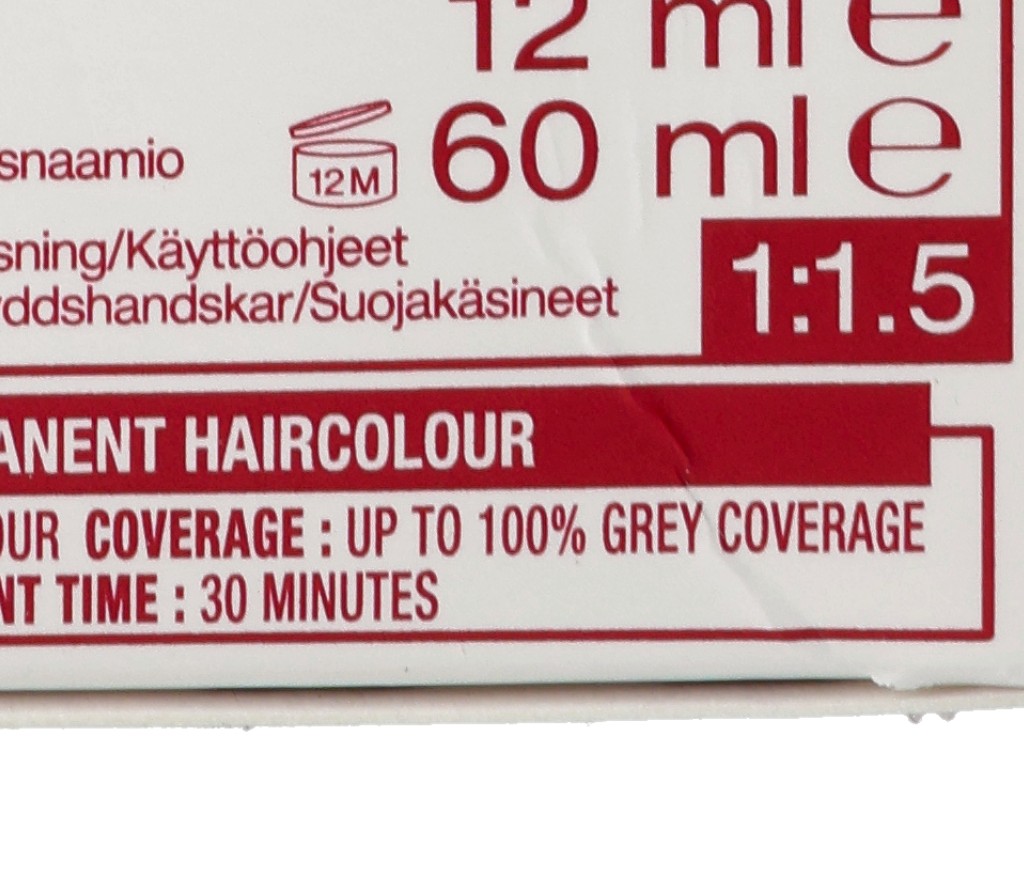 12 ml ℮
snaamio 12M 60 ml ℮
sning/Käyttöohjeet
yddshandskar/Suojakäsineet
1:1.5
ANENT HAIRCOLOUR
OUR COVERAGE : UP TO 100% GREY COVERAGE
NT TIME : 30 MINUTES